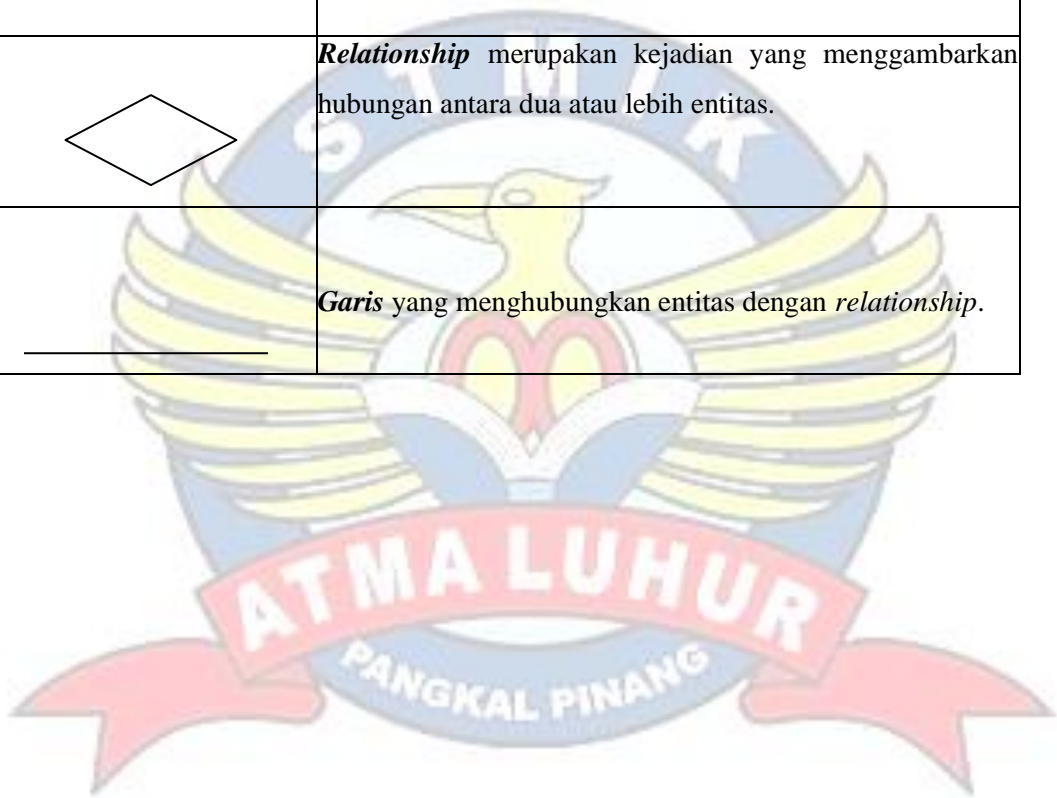 Relationship merupakan kejadian yang menggambarkan
hubungan antara dua atau lebih entitas.
Garis yang menghubungkan entitas dengan relationship.
STMIK
ATMA LUHUR
PANGKAL PINANG